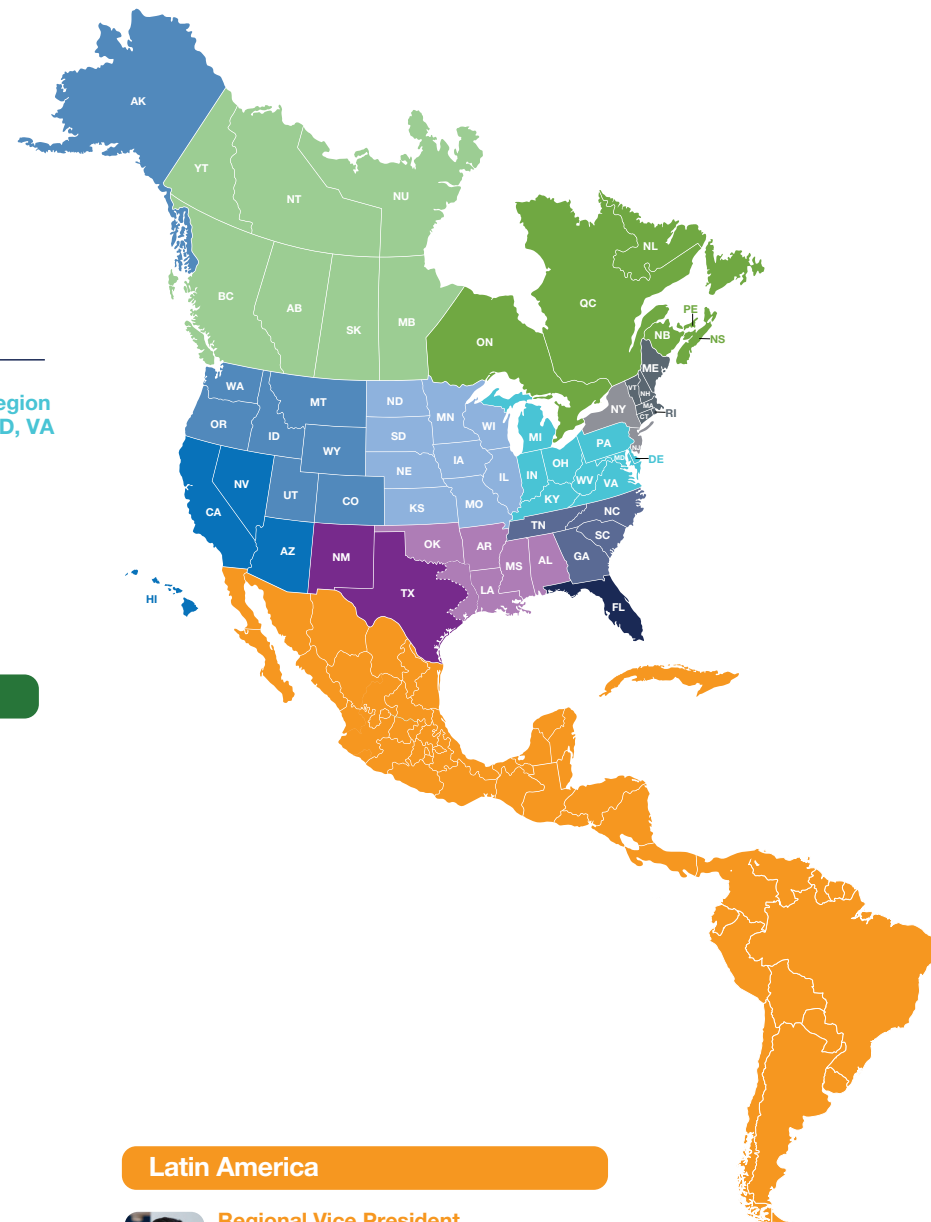 AK
YT
NT
NU
NL
BC
AB
SK
MB
QC
ON
PE
NB
NS
ME
VT
NH
MA
CT
RI
NY
NJ
WA
MT
ND
MN
OR
ID
WY
SD
WI
MI
PA
MD
DE
NV
UT
CO
NE
IA
IL
IN
OH
WV
VA
KY
CA
KS
MO
AZ
NM
OK
AR
TN
NC
SC
MS
AL
GA
HI
TX
LA
FL
egion
D, VA
Latin America
Regional Vice President